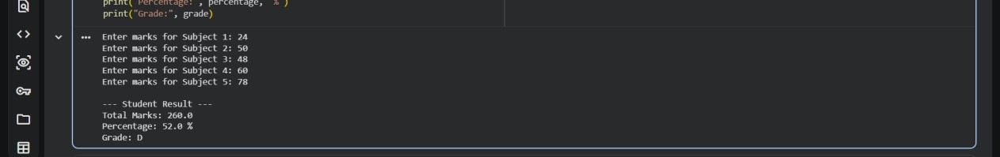 print("Percentage:", percentage, "%")
print("Grade:", grade)
Enter marks for Subject 1: 24
Enter marks for Subject 2: 50
Enter marks for Subject 3: 48
Enter marks for Subject 4: 60
Enter marks for Subject 5: 78
--- Student Result ---
Total Marks: 260.0
Percentage: 52.0 %
Grade: D